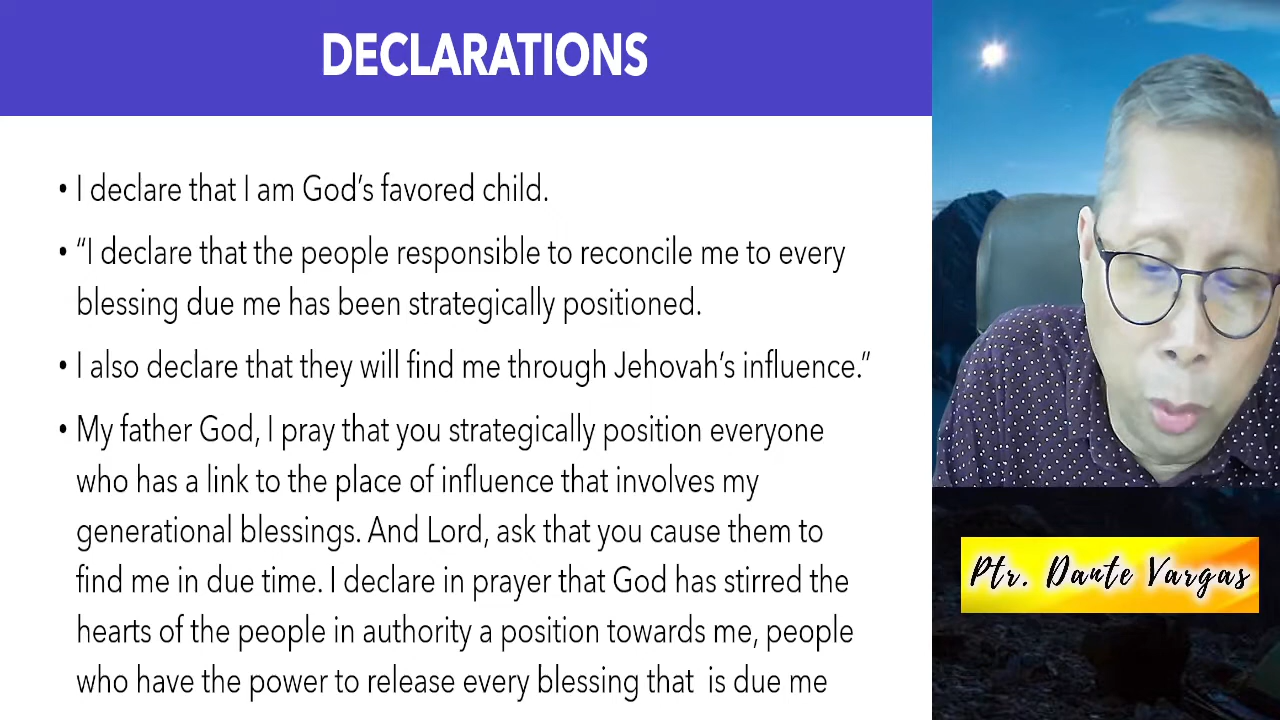 DECLARATIONS
• I declare that I am God’s favored child.
• “I declare that the people responsible to reconcile me to every
blessing due me has been strategically positioned.
• I also declare that they will find me through Jehovah’s influence.”
• My father God, I pray that you strategically position everyone
who has a link to the place of influence that involves my
generational blessings. And Lord, ask that you cause them to
find me in due time. I declare in prayer that God has stirred the
hearts of the people in authority a position towards me, people
who have the power to release every blessing that  is due me
Ptr. Dante Vargas